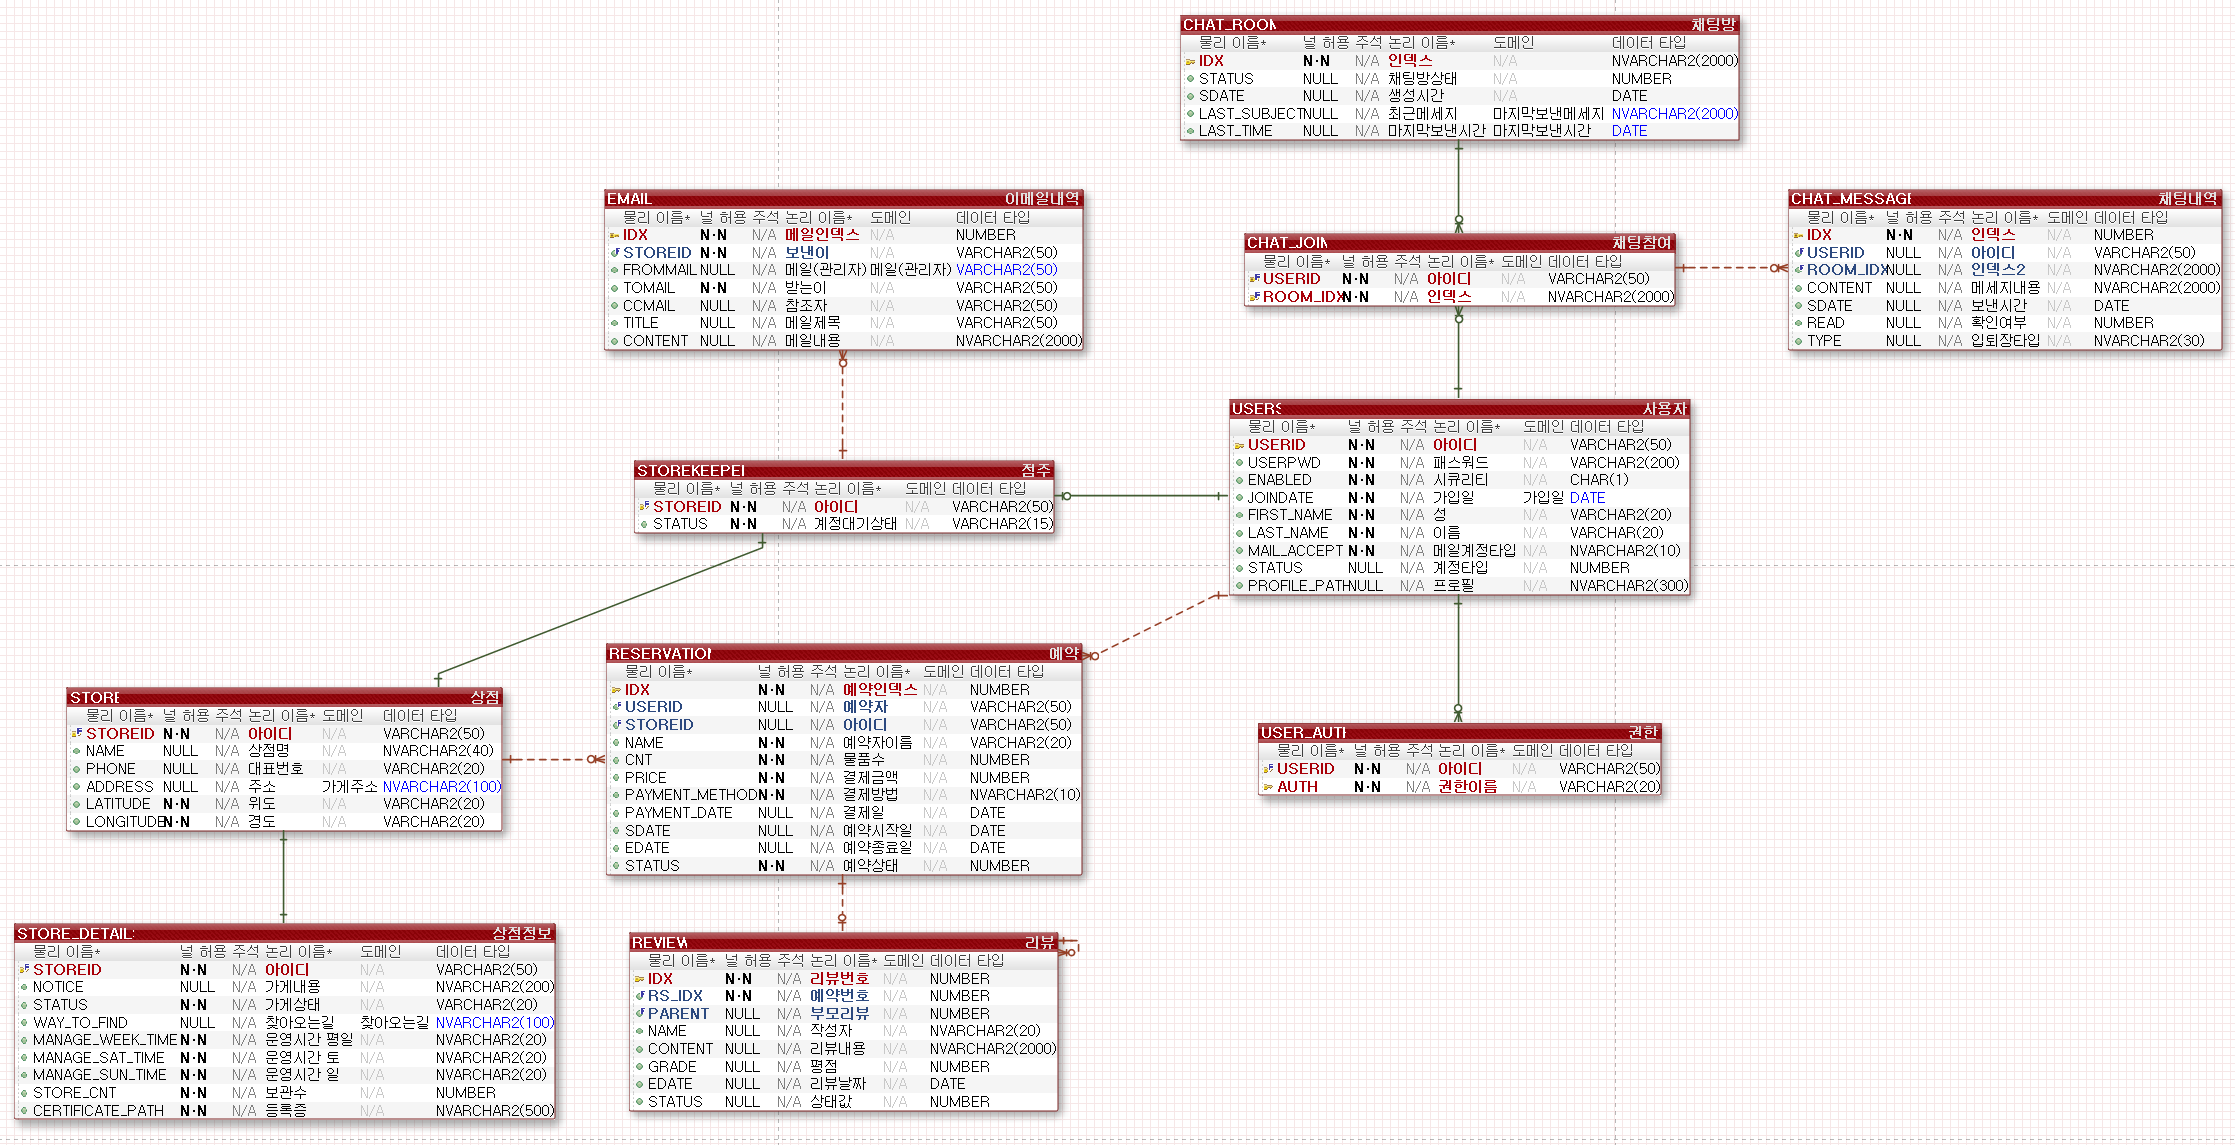 CHAT_ROOM 채팅방
물리 이름* 널 허용 주석 논리 이름* 도메인 데이터 타입
IDX N·N N/A 인덱스 N/A NVARCHAR2(2000)
STATUS NULL N/A 채팅방상태 N/A NUMBER
SDATE NULL N/A 생성시간 N/A DATE
LAST_SUBJECT NULL N/A 최근메세지 마지막보낸메세지 NVARCHAR2(2000)
LAST_TIME NULL N/A 마지막보낸시간 마지막보낸시간 DATE
EMAIL 이메일내역
물리 이름* 널 허용 주석 논리 이름* 도메인 데이터 타입
IDX N·N N/A 메일인덱스 N/A NUMBER
STOREID N·N N/A 보낸이 N/A VARCHAR2(50)
FROMMAIL NULL N/A 메일(관리자) 메일(관리자) VARCHAR2(50)
TOMAIL N·N N/A 받는이 N/A VARCHAR2(50)
CCMAIL NULL N/A 참조자 N/A VARCHAR2(50)
TITLE NULL N/A 메일제목 N/A VARCHAR2(50)
CONTENT NULL N/A 메일내용 N/A NVARCHAR2(2000)
CHAT_JOIN 채팅참여
물리 이름* 널 허용 주석 논리 이름* 도메인 데이터 타입
USERID N·N N/A 아이디 N/A VARCHAR2(50)
ROOM_IDX N·N N/A 인덱스 N/A NVARCHAR2(2000)
CHAT_MESSAGE 채팅내역
물리 이름* 널 허용 주석 논리 이름* 도메인 데이터 타입
IDX N·N N/A 인덱스 N/A NUMBER
USERID NULL N/A 아이디 N/A VARCHAR2(50)
ROOM_IDX NULL N/A 인덱스2 N/A NVARCHAR2(2000)
CONTENT NULL N/A 메세지내용 N/A NVARCHAR2(2000)
SDATE NULL N/A 보낸시간 N/A DATE
READ NULL N/A 확인여부 N/A NUMBER
TYPE NULL N/A 입퇴장타입 N/A NVARCHAR2(30)
STOREKEEPER 점주
물리 이름* 널 허용 주석 논리 이름* 도메인 데이터 타입
STOREID N·N N/A 아이디 N/A VARCHAR2(50)
STATUS N·N N/A 계정대기상태 N/A VARCHAR2(15)
USERS 사용자
물리 이름* 널 허용 주석 논리 이름* 도메인 데이터 타입
USERID N·N N/A 아이디 N/A VARCHAR2(50)
USERPWD N·N N/A 패스워드 N/A VARCHAR2(200)
ENABLED N·N N/A 시큐리티 N/A CHAR(1)
JOINDATE N·N N/A 가입일 가입일 DATE
FIRST_NAME N·N N/A 성 N/A VARCHAR2(20)
LAST_NAME N·N N/A 이름 N/A VARCHAR(20)
MAIL_ACCEPT N·N N/A 메일계정타입 N/A NVARCHAR2(10)
STATUS NULL N/A 계정타입 N/A NUMBER
PROFILE_PATH NULL N/A 프로필 N/A NVARCHAR2(300)
RESERVATION 예약
물리 이름* 널 허용 주석 논리 이름* 도메인 데이터 타입
IDX N·N N/A 예약인덱스 N/A NUMBER
USERID NULL N/A 예약자 N/A VARCHAR2(50)
STOREID NULL N/A 아이디 N/A VARCHAR2(50)
NAME N·N N/A 예약자이름 N/A VARCHAR2(20)
CNT N·N N/A 물품수 N/A NUMBER
PRICE N·N N/A 결제금액 N/A NUMBER
PAYMENT_METHOD N·N N/A 결제방법 N/A NVARCHAR2(10)
PAYMENT_DATE NULL N/A 결제일 N/A DATE
SDATE NULL N/A 예약시작일 N/A DATE
EDATE NULL N/A 예약종료일 N/A DATE
STATUS N·N N/A 예약상태 N/A NUMBER
STORE 상점
물리 이름* 널 허용 주석 논리 이름* 도메인 데이터 타입
STOREID N·N N/A 아이디 N/A VARCHAR2(50)
NAME NULL N/A 상점명 N/A NVARCHAR2(40)
PHONE NULL N/A 대표번호 N/A VARCHAR2(20)
ADDRESS NULL N/A 주소 가게주소 NVARCHAR2(100)
LATITUDE N·N N/A 위도 N/A VARCHAR2(20)
LONGITUDE N·N N/A 경도 N/A VARCHAR2(20)
USER_AUTH 권한
물리 이름* 널 허용 주석 논리 이름* 도메인 데이터 타입
USERID N·N N/A 아이디 N/A VARCHAR2(50)
AUTH N·N N/A 권한이름 N/A VARCHAR2(20)
STORE_DETAILS 상점정보
물리 이름* 널 허용 주석 논리 이름* 도메인 데이터 타입
STOREID N·N N/A 아이디 N/A VARCHAR2(50)
NOTICE NULL N/A 가게내용 N/A NVARCHAR2(200)
STATUS N·N N/A 가게상태 N/A VARCHAR2(20)
WAY_TO_FIND NULL N/A 찾아오는길 찾아오는길 NVARCHAR2(100)
MANAGE_WEEK_TIME N·N N/A 운영시간 평일 N/A NVARCHAR2(20)
MANAGE_SAT_TIME N·N N/A 운영시간 토 N/A NVARCHAR2(20)
MANAGE_SUN_TIME N·N N/A 운영시간 일 N/A NVARCHAR2(20)
STORE_CNT N·N N/A 보관수 N/A NUMBER
CERTIFICATE_PATH N·N N/A 등록증 N/A NVARCHAR2(500)
REVIEW 리뷰
물리 이름* 널 허용 주석 논리 이름* 도메인 데이터 타입
IDX N·N N/A 리뷰번호 N/A NUMBER
RS_IDX N·N N/A 예약번호 N/A NUMBER
PARENT NULL N/A 부모리뷰 N/A NUMBER
NAME NULL N/A 작성자 N/A NVARCHAR2(20)
CONTENT NULL N/A 리뷰내용 N/A NVARCHAR2(2000)
GRADE NULL N/A 평점 N/A NUMBER
EDATE NULL N/A 리뷰날짜 N/A DATE
STATUS NULL N/A 상태값 N/A NUMBER